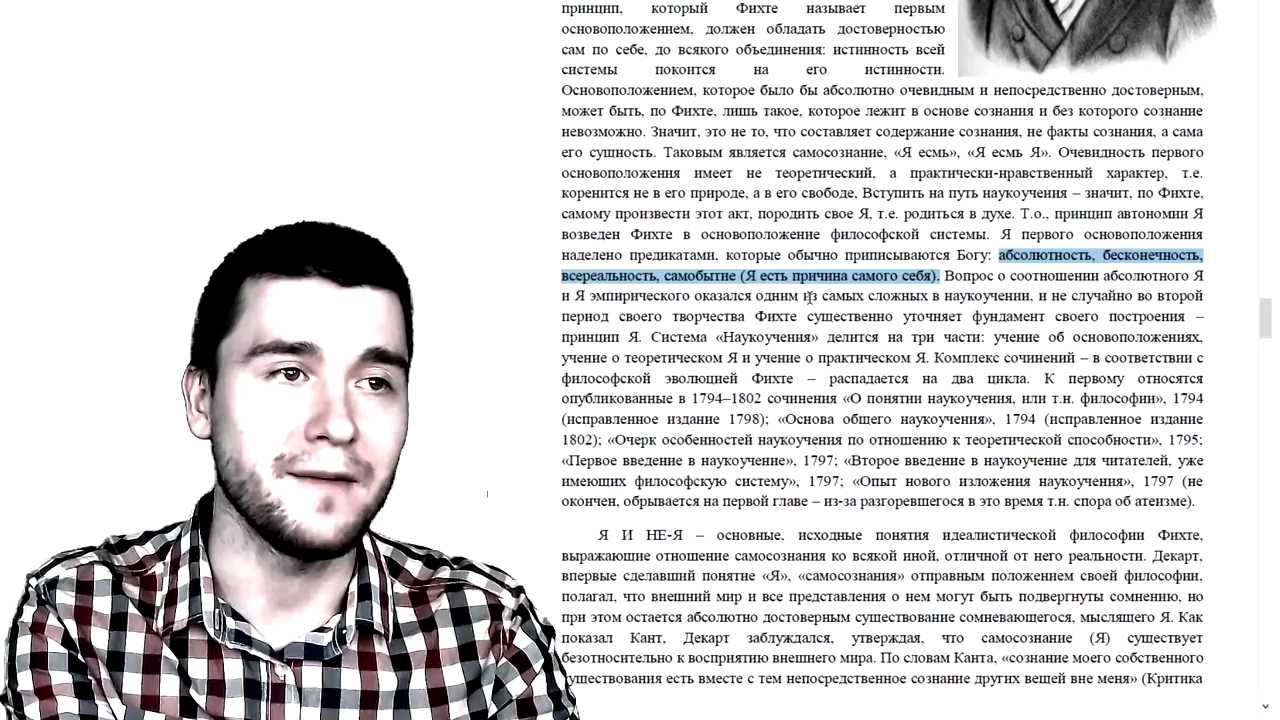 принцип, который Фихте называет первым
основоположением, должен обладать достоверностью
сам по себе, до всякого объединения: истинность всей
системы покоится на его истинности.
Основоположением, которое было бы абсолютно очевидным и непосредственно достоверным,
может быть, по Фихте, лишь такое, которое лежит в основе сознания и без которого сознание
невозможно. Значит, это не то, что составляет содержание сознания, не факты сознания, а сама
его сущность. Таковым является самосознание, «Я есмь», «Я есмь Я». Очевидность первого
основоположения имеет не теоретический, а практически-нравственный характер, т.е.
коренится не в его природе, а в его свободе, Вступить на путь наукоучения – значит, по Фихте,
самому произвести этот акт, породить свое Я, т.е. родиться в духе. Т.о., принцип автономии Я
возведен Фихте в основоположение философской системы. Я первого основоположения
наделено предикатами, которые обычно приписываются Богу: абсолютность, бесконечность,
всереальность, самобытие (Я есть причина самого себя). Вопрос о соотношении абсолютного Я
и Я эмпирического оказался одним из самых сложных в наукоучении, и не случайно во второй
период своего творчества Фихте существенно уточняет фундамент своего построения –
принцип Я. Система «Наукоучения» делится на три части: учение об основоположениях,
учение о теоретическом Я и учение о практическом Я. Комплекс сочинений – в соответствии с
философской эволюцией Фихте – распадается на два цикла. К первому относятся
опубликованные в 1794–1802 сочинения «О понятии наукоучения, или т.н. философии», 1794
(исправленное издание 1798); «Основа общего наукоучения», 1794 (исправленное издание
1802); «Очерк особенностей наукоучения по отношению к теоретической способности», 1795;
«Первое введение в наукоучение», 1797; «Второе введение в наукоучение для читателей, уже
имеющих философскую систему», 1797; «Опыт нового изложения наукоучения», 1797 (не
окончен, обрывается на первой главе – из-за разгоревшегося в это время т.н. спора об атеизме).
Я И НЕ-Я – основные, исходные понятия идеалистической философии Фихте,
выражающие отношение самосознания ко всякой иной, отличной от него реальности. Декарт,
впервые сделавший понятие «Я», «самосознания» отправным положением своей философии,
полагал, что внешний мир и все представления о нем могут быть подвергнуты сомнению, но
при этом остается абсолютно достоверным существование сомневающегося, мыслящего Я. Как
показал Кант, Декарт заблуждался, утверждая, что самосознание (Я) существует
безотносительно к восприятию внешнего мира. По словам Канта, «сознание моего собственного
существования есть вместе с тем непосредственное сознание других вещей вне меня» (Критика